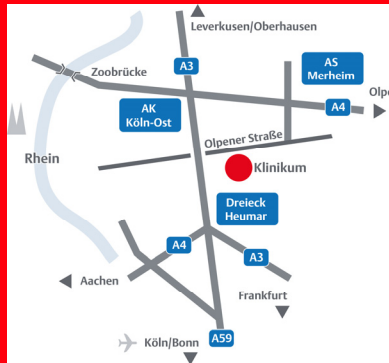 Leverkusen/Oberhausen
A3
AS
Merheim
Zoobrücke
AK
Köln-Ost
A4
Olpe
Olpener Straße
Rhein
Klinikum
Dreieck
Heumar
A4
A3
Aachen
Frankfurt
Köln/Bonn
A59